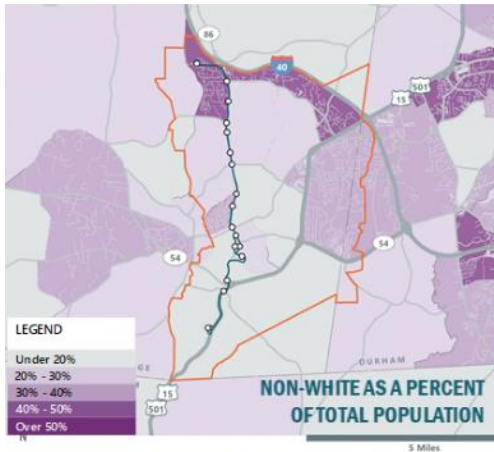 86
40
501
15
54
54
LEGEND
Under 20%
20% - 30%
30% - 40%
40% - 50%
Over 50%
N
GE
DURHAM
15
501
NON-WHITE AS A PERCENT
OF TOTAL POPULATION
5 Miles